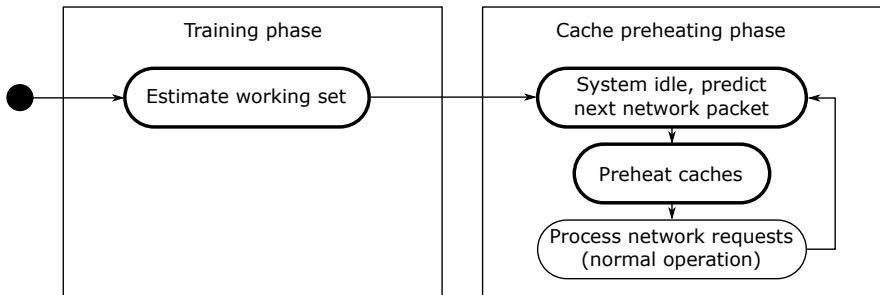 Training phase
Estimate working set
Cache preheating phase
System idle, predict
next network packet
Preheat caches
Process network requests
(normal operation)